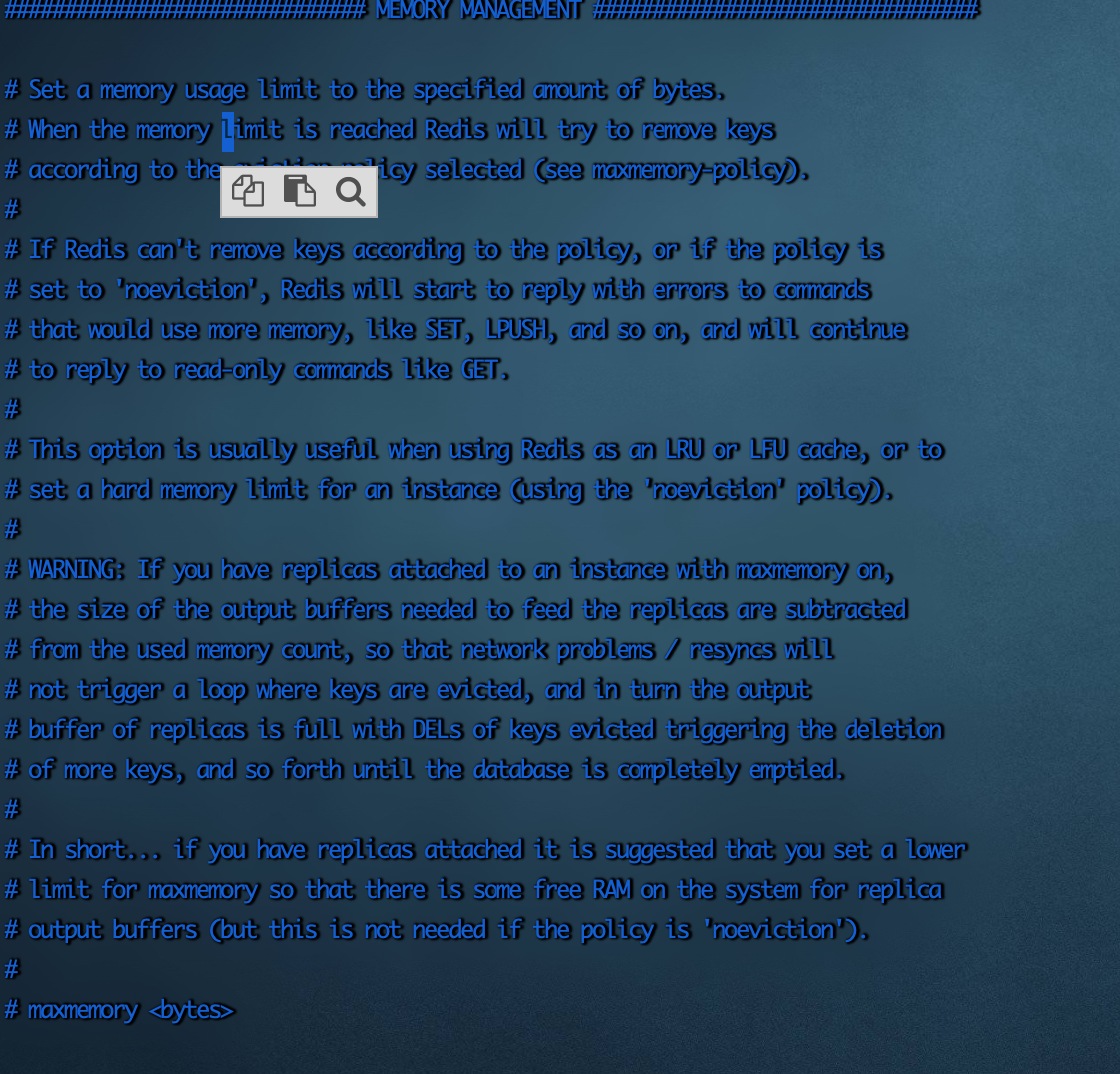 ############################## MEMORY MANAGEMENT ################################
# Set a memory usage limit to the specified amount of bytes.
# When the memory limit is reached Redis will try to remove keys
# according to the eviction policy selected (see maxmemory-policy).
#
# If Redis can't remove keys according to the policy, or if the policy is
# set to 'noeviction', Redis will start to reply with errors to commands
# that would use more memory, like SET, LPUSH, and so on, and will continue
# to reply to read-only commands like GET.
#
# This option is usually useful when using Redis as an LRU or LFU cache, or to
# set a hard memory limit for an instance (using the 'noeviction' policy).
#
# WARNING: If you have replicas attached to an instance with maxmemory on,
# the size of the output buffers needed to feed the replicas are subtracted
# from the used memory count, so that network problems / resyncs will
# not trigger a loop where keys are evicted, and in turn the output
# buffer of replicas is full with DELs of keys evicted triggering the deletion
# of more keys, and so forth until the database is completely emptied.
#
# In short... if you have replicas attached it is suggested that you set a lower
# limit for maxmemory so that there is some free RAM on the system for replica
# output buffers (but this is not needed if the policy is 'noeviction').
#
# maxmemory <bytes>